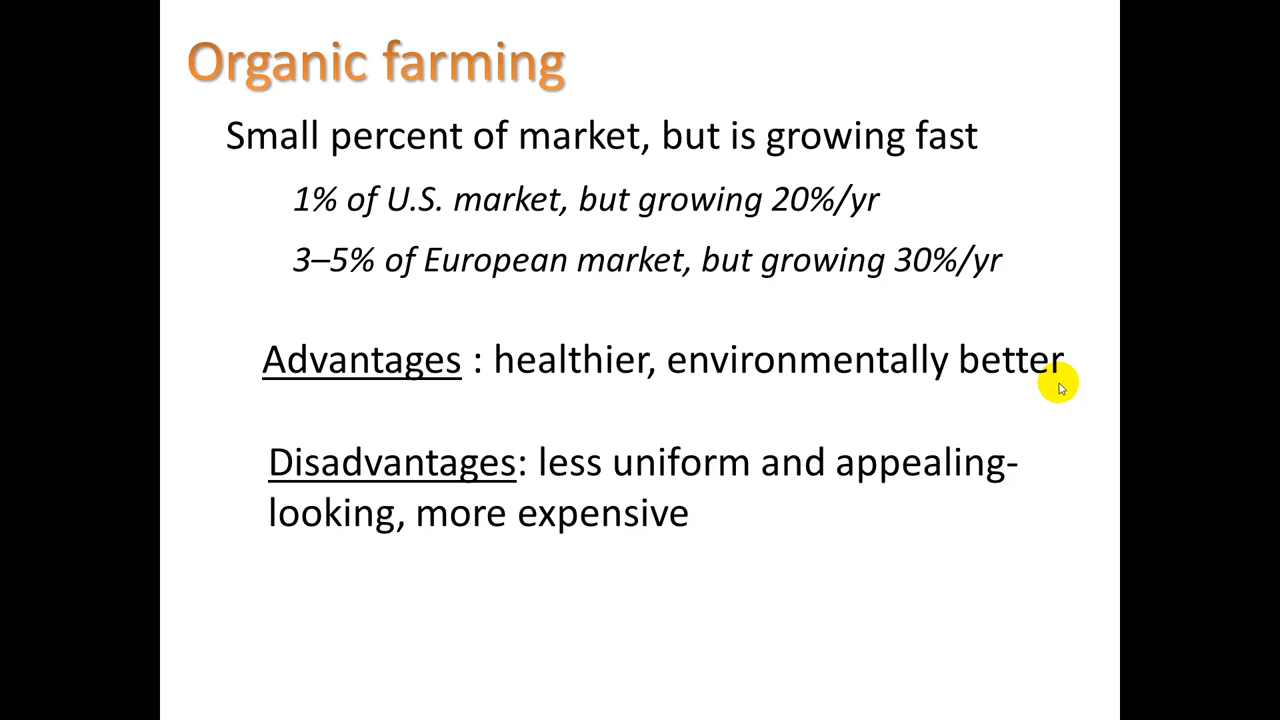 Organic farming
Small percent of market, but is growing fast
1% of U.S. market, but growing 20%/yr
3–5% of European market, but growing 30%/yr
Advantages : healthier, environmentally better
Disadvantages: less uniform and appealing-
looking, more expensive